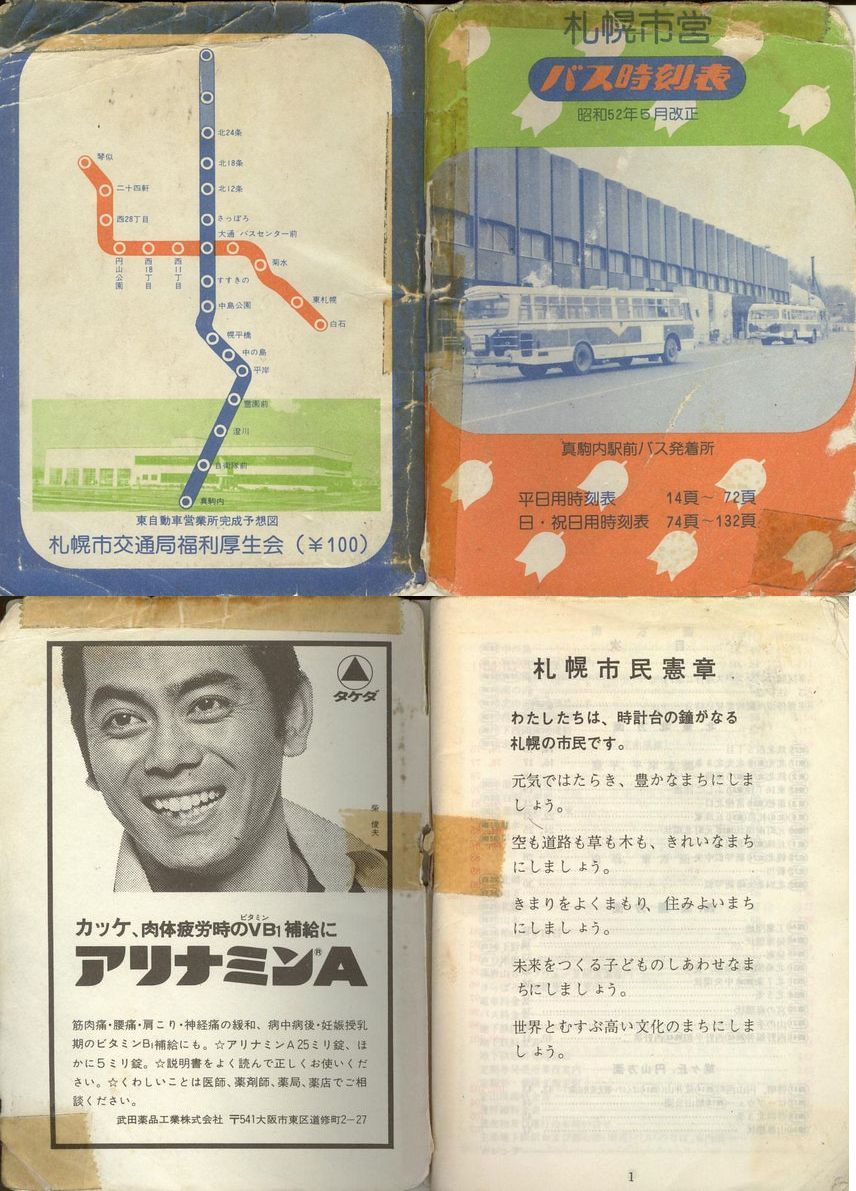 北24条
北18条
北12条
さっぽろ
大通
バスセンター前
琴似
二十四軒
西28丁目
円山公園
西18丁目
西11丁目
菊水
東札幌
白石
すすきの
中島公園
幌平橋
中の島
平岸
霊園前
澄川
自衛隊前
真駒内
東自動車営業所完成予想図
札幌市交通局福利厚生会(¥100)
札幌市営
バス時刻表
昭和52年5月改正
真駒内駅前バス発着所
平日用時刻表 14頁~ 72頁
日・祝日用時刻表 74頁~132頁
タケダ
柴俊夫
カッケ、肉体疲労時のVB₁補給に
ビタミン
アリナミン®A
筋肉痛・腰痛・肩こり・神経痛の緩和、病中病後・妊娠授乳
期のビタミンB₁補給にも。☆アリナミンA25ミリ錠、ほ
かに5ミリ錠。☆説明書をよく読んで正しくお使いくだ
さい。☆くわしいことは医師、薬剤師、薬局、薬店でご相
談ください。
武田薬品工業株式会社 〒541大阪市東区道修町2-27
札幌市民憲章
わたしたちは、時計台の鐘がなる
札幌の市民です。
元気ではたらき、豊かなまちにしま
しょう。
空も道路も草も木も、きれいなまち
にしましょう。
きまりをよくまもり、住みよいまち
にしましょう。
未来をつくる子どものしあわせなま
ちにしましょう。
世界とむすぶ高い文化のまちにしま
しょう。
1